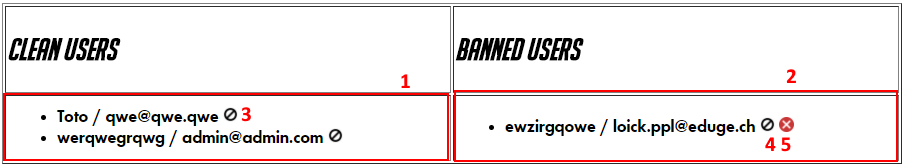 CLEAN USERS
BANNED USERS
1
2
Toto / qwe@qwe.qwe 3
werqwegrqwg / admin@admin.com
ewzirgqowe / loick.ppl@eduge.ch
4 5